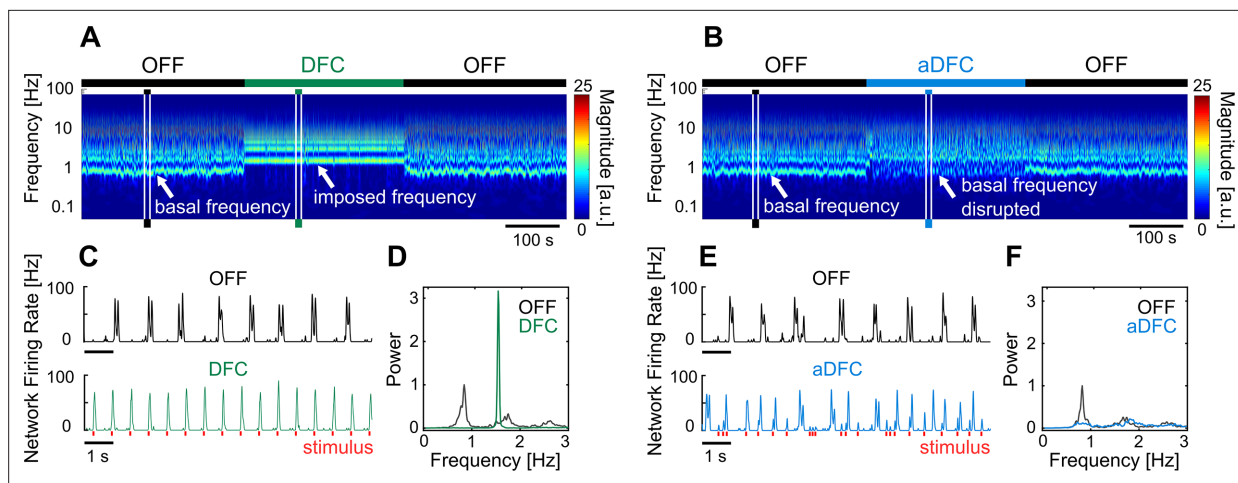 A
OFF DFC OFF
Frequency [Hz]
100
10
1
0.1
basal frequency
imposed frequency
100 s
25
0
Magnitude [a.u.]
B
OFF aDFC OFF
Frequency [Hz]
100
10
1
0.1
basal frequency
basal frequency
disrupted
100 s
25
0
Magnitude [a.u.]
C
Network Firing Rate [Hz]
OFF
100
0
DFC
100
0
stimulus
1 s
D
OFF
DFC
Power
3
2
1
0
0 1 2 3
Frequency [Hz]
E
Network Firing Rate [Hz]
OFF
100
0
aDFC
100
0
stimulus
1 s
F
OFF
aDFC
Power
3
2
1
0
0 1 2 3
Frequency [Hz]